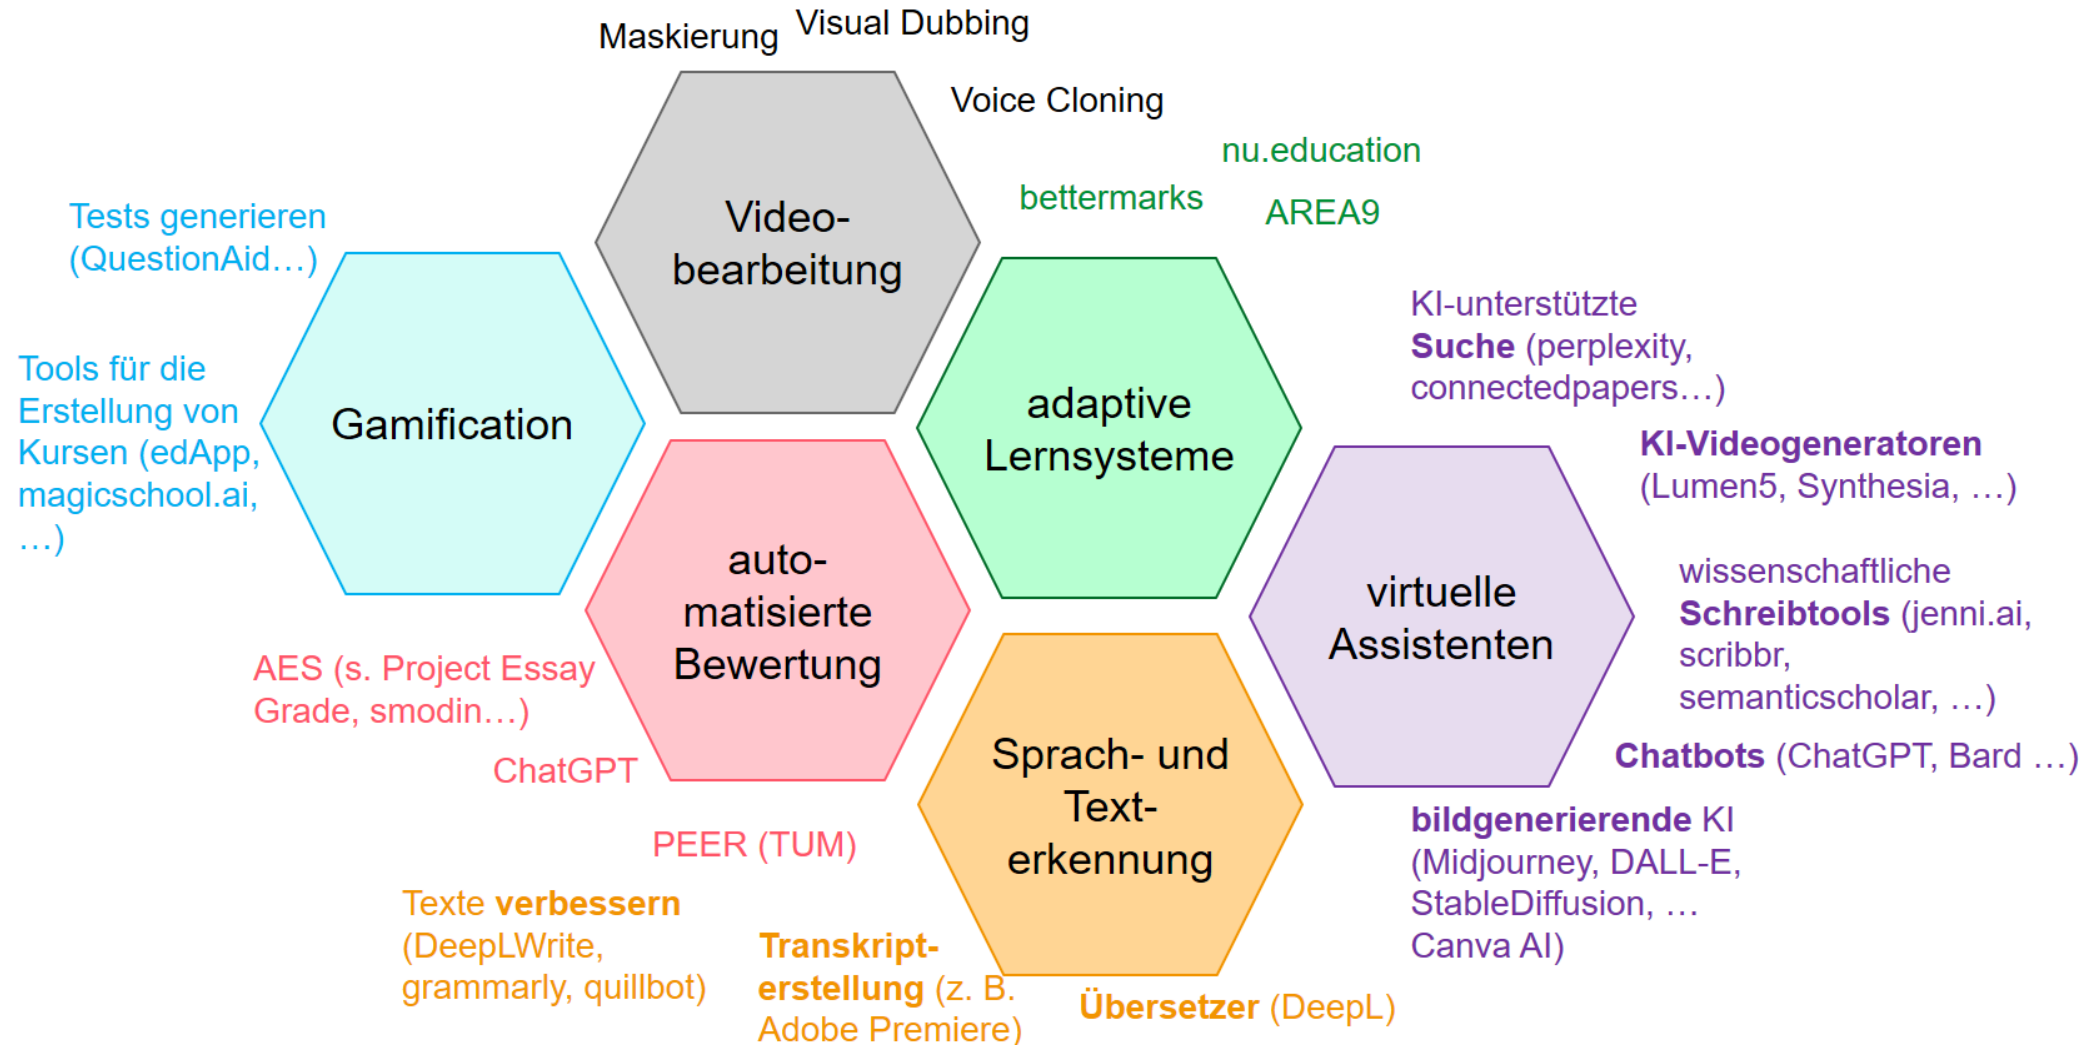 Maskierung
Visual Dubbing
Voice Cloning
Video-
bearbeitung
nu.education
bettermarks
AREA9
adaptive
Lernsysteme
Tests generieren
(QuestionAid…)
Tools für die
Erstellung von
Kursen (edApp,
magicschool.ai,
…)
Gamification
KI-unterstützte
Suche (perplexity,
connectedpapers…)
KI-Videogeneratoren
(Lumen5, Synthesia, …)
wissenschaftliche
Schreibtools (jenni.ai,
scribbr,
semanticscholar, …)
Chatbots (ChatGPT, Bard …)
bildgenerierende KI
(Midjourney, DALL-E,
StableDiffusion, …
Canva AI)
virtuelle
Assistenten
auto-
matisierte
Bewertung
AES (s. Project Essay
Grade, smodin…)
ChatGPT
PEER (TUM)
Sprach- und
Text-
erkennung
Texte verbessern
(DeepLWrite,
grammarly, quillbot)
Transkript-
erstellung (z. B.
Adobe Premiere)
Übersetzer (DeepL)